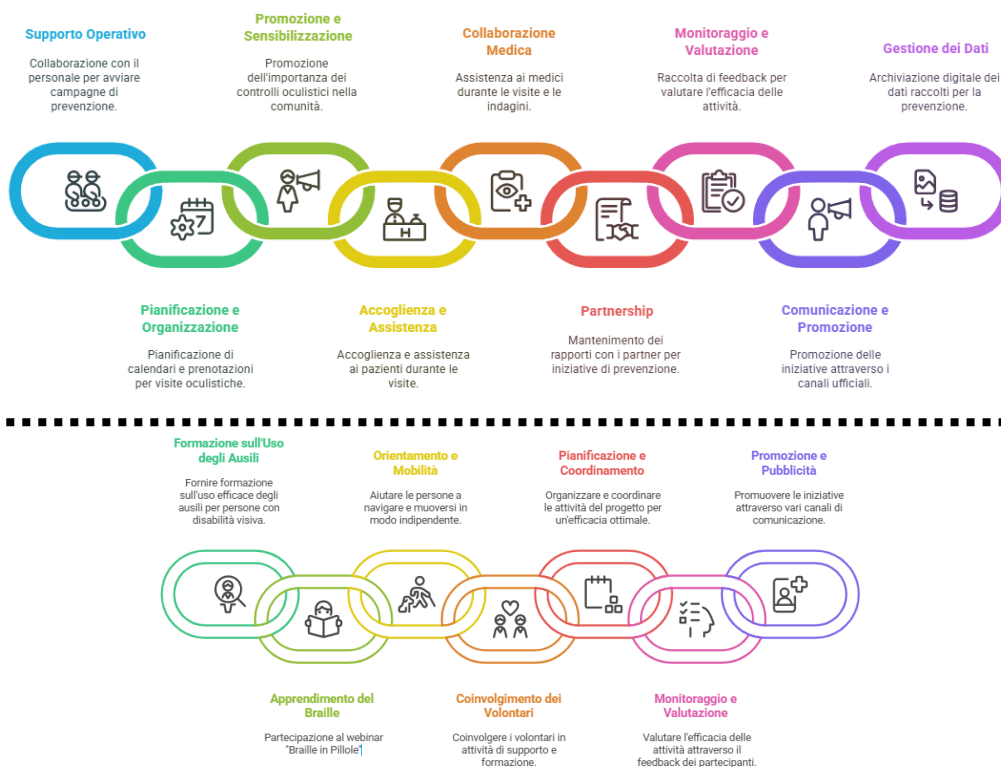 Supporto Operativo
Collaborazione con il
personale per avviare
campagne di
prevenzione.
Promozione e
Sensibilizzazione
Promozione
dell'importanza dei
controlli oculistici nella
comunità.
Collaborazione
Medica
Assistenza ai medici
durante le visite e le
indagini.
Monitoraggio e
Valutazione
Raccolta di feedback per
valutare l'efficacia delle
attività.
Gestione dei Dati
Archiviazione digitale dei
dati raccolti per la
prevenzione.
7
H
Pianificazione e
Organizzazione
Pianificazione di
calendari e prenotazioni
per visite oculistiche.
Accoglienza e
Assistenza
Accoglienza e assistenza
ai pazienti durante le
visite.
Partnership
Mantenimento dei
rapporti con i partner per
iniziative di prevenzione.
Comunicazione e
Promozione
Promozione delle
iniziative attraverso i
canali ufficiali.
Formazione sull'Uso
degli Ausili
Fornire formazione
sull'uso efficace degli
ausili per persone con
disabilità visiva.
Orientamento e
Mobilità
Aiutare le persone a
navigare e muoversi in
modo indipendente.
Pianificazione e
Coordinamento
Organizzare e coordinare
le attività del progetto per
un'efficacia ottimale.
Promozione e
Pubblicità
Promuovere le iniziative
attraverso vari canali di
comunicazione.
Apprendimento del
Braille
Partecipazione al webinar
"Braille in Pillole"
Coinvolgimento dei
Volontari
Coinvolgere i volontari in
attività di supporto e
formazione.
Monitoraggio e
Valutazione
Valutare l'efficacia delle
attività attraverso il
feedback dei partecipanti.